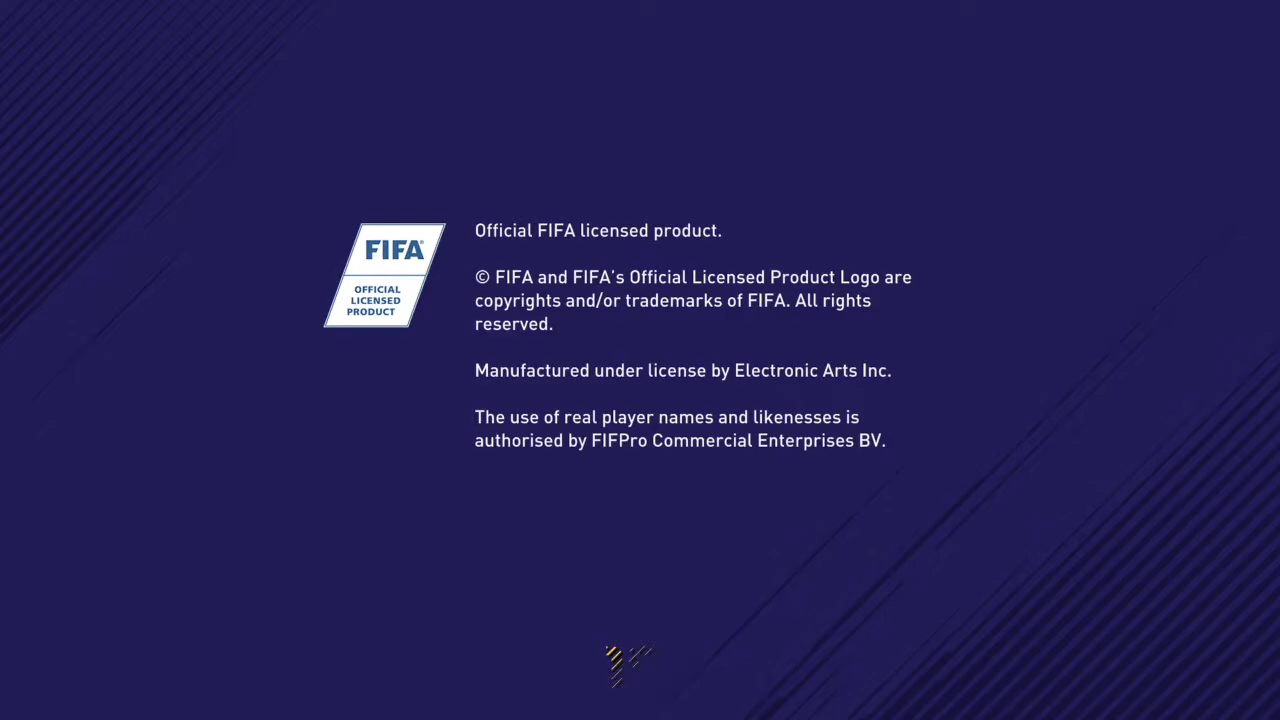 FIFA
OFFICIAL
LICENSED
PRODUCT
Official FIFA licensed product.
© FIFA and FIFA's Official Licensed Product Logo are
copyrights and/or trademarks of FIFA. All rights
reserved.
Manufactured under license by Electronic Arts Inc.
The use of real player names and likenesses is
authorised by FIFPro Commercial Enterprises BV.